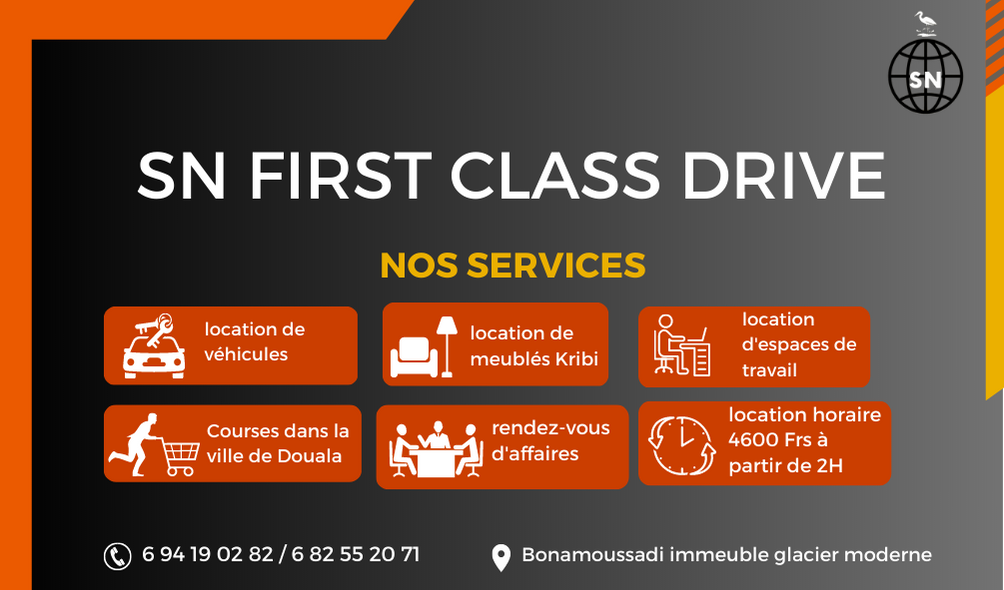 SN
SN FIRST CLASS DRIVE
NOS SERVICES
location de
véhicules
location de
meublés Kribi
location
d'espaces de
travail
Courses dans la
ville de Douala
rendez-vous
d'affaires
location horaire
4600 Frs à
partir de 2H
6 94 19 02 82 / 6 82 55 20 71
Bonamoussadi immeuble glacier moderne